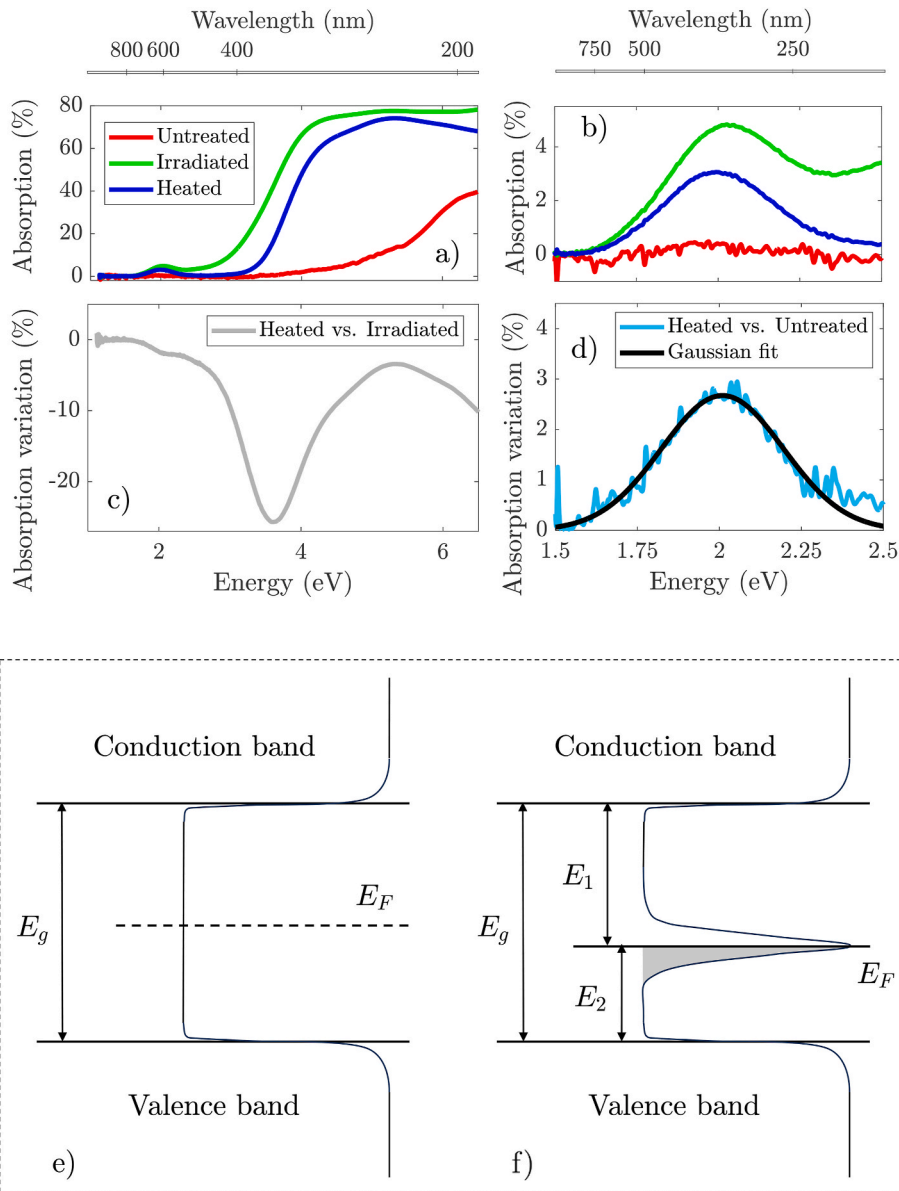 Wavelength (nm)
800 600 400 200
Absorption (%)
80
60
40
20
0
Untreated
Irradiated
Heated
a)
Wavelength (nm)
750 500 250
Absorption (%)
4
2
0
b)
Absorption variation (%)
0
-10
-20
Heated vs. Irradiated
c)
2 4 6
Energy (eV)
Absorption variation (%)
4
3
2
1
0
d)
Heated vs. Untreated
Gaussian fit
1.5 1.75 2 2.25 2.5
Energy (eV)
Conduction band
E_g
E_F
Valence band
e)
Conduction band
E_g
E_1
E_2
E_F
Valence band
f)